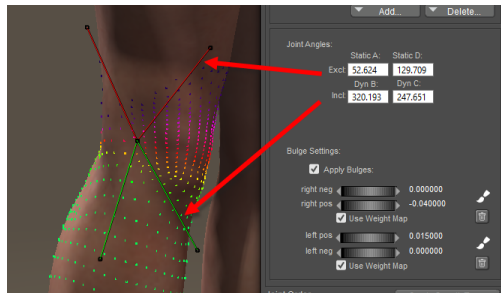 Add... Delete...
Joint Angles:
Static A: Static D:
Exct 52.624 129.709
Dyn B: Dyn C:
Incl: 320.193 247.651
Bulge Settings:
Apply Bulges:
right neg 0.000000
right pos -0.040000
Use Weight Map
left pos 0.015000
left neg 0.000000
Use Weight Map